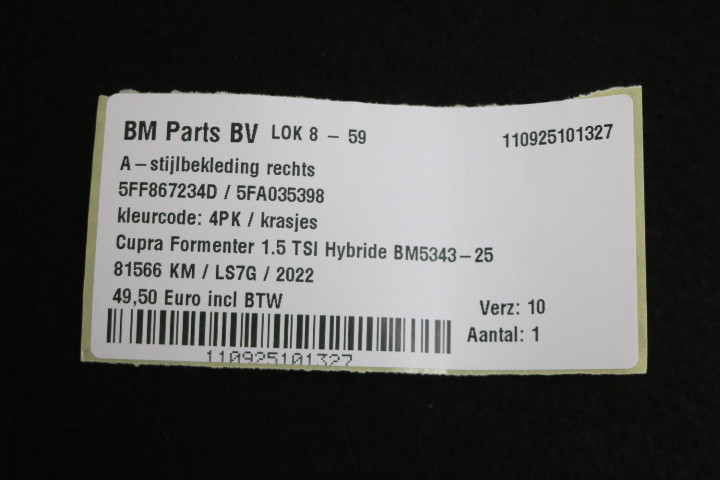 BM Parts BV LOK 8 - 59 110925101327
A-stijlbekleding rechts
5FF867234D / 5FA035398
kleurcode: 4PK / krasjes
Cupra Formenter 1.5 TSI Hybride BM5343-25
81566 KM / LS7G / 2022
49,50 Euro incl BTW Verz: 10
Aantal: 1
110925101327